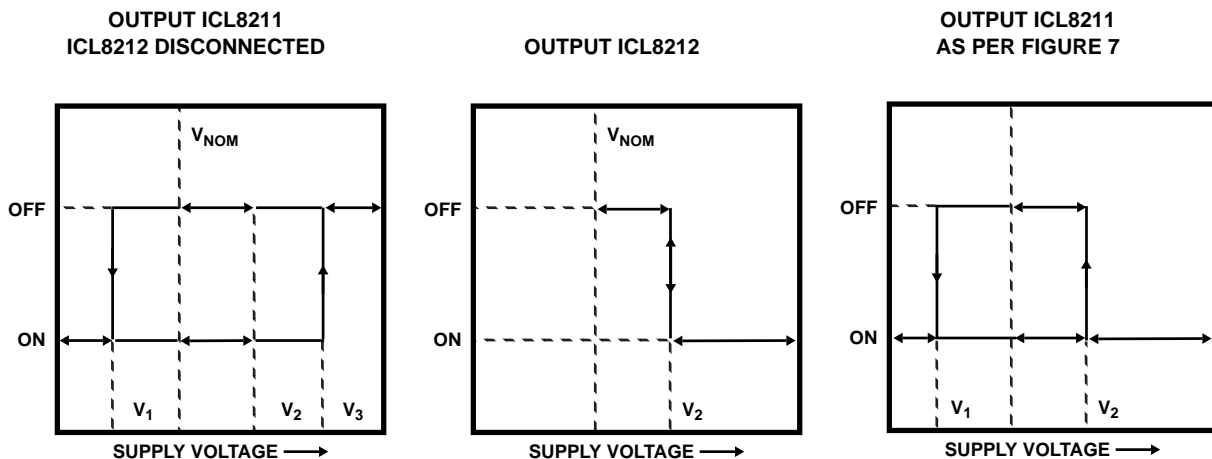 OUTPUT ICL8211
ICL8212 DISCONNECTED
V_NOM
OFF
ON
V_1
V_2
V_3
SUPPLY VOLTAGE
OUTPUT ICL8212
V_NOM
OFF
ON
V_2
SUPPLY VOLTAGE
OUTPUT ICL8211
AS PER FIGURE 7
OFF
ON
V_1
V_2
SUPPLY VOLTAGE